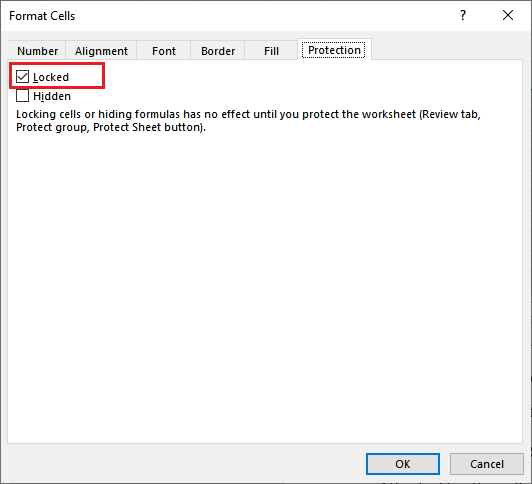 Format Cells
?
Number Alignment Font Border Fill Protection
Locked
Hidden
Locking cells or hiding formulas has no effect until you protect the worksheet (Review tab,
Protect group, Protect Sheet button).
OK Cancel